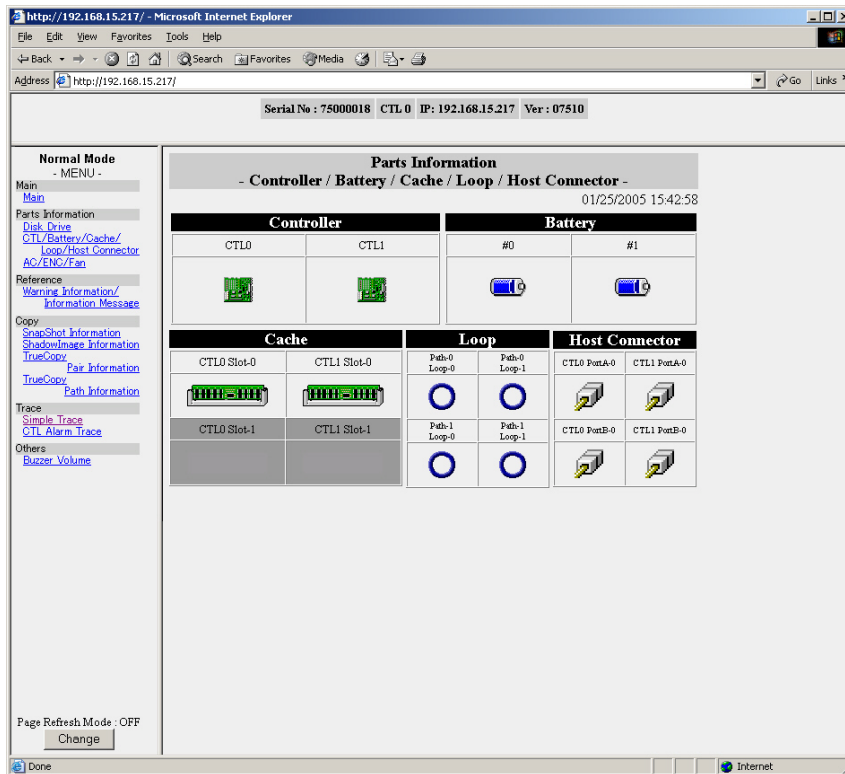 http://192.168.15.217/ - Microsoft Internet Explorer
File Edit View Favorites Tools Help
Back Search Favorites Media
Address http://192.168.15.217/ Go Links
Serial No : 75000018 CTL 0 IP: 192.168.15.217 Ver : 07510
Normal Mode
- MENU -
Main
Main
Parts Information
Disk Drive
CTL/Battery/Cache/
Loop/Host Connector
AC/ENC/Fan
Reference
Warning Information/
Information Message
Copy
SnapShot Information
ShadowImage Information
TrueCopy
Pair Information
TrueCopy
Path Information
Trace
Simple Trace
CTL Alarm Trace
Others
Buzzer Volume
Page Refresh Mode : OFF
Change
Parts Information
- Controller / Battery / Cache / Loop / Host Connector -
01/25/2005 15:42:58
Controller Battery
CTL0 CTL1 #0 #1
Cache Loop Host Connector
CTL0 Slot-0 CTL1 Slot-0 Path-0 Loop-0 Path-0 Loop-1 CTL0 PortA-0 CTL1 PortA-0
CTL0 Slot-1 CTL1 Slot-1 Path-1 Loop-0 Path-1 Loop-1 CTL0 PortB-0 CTL1 PortB-0
Done Internet